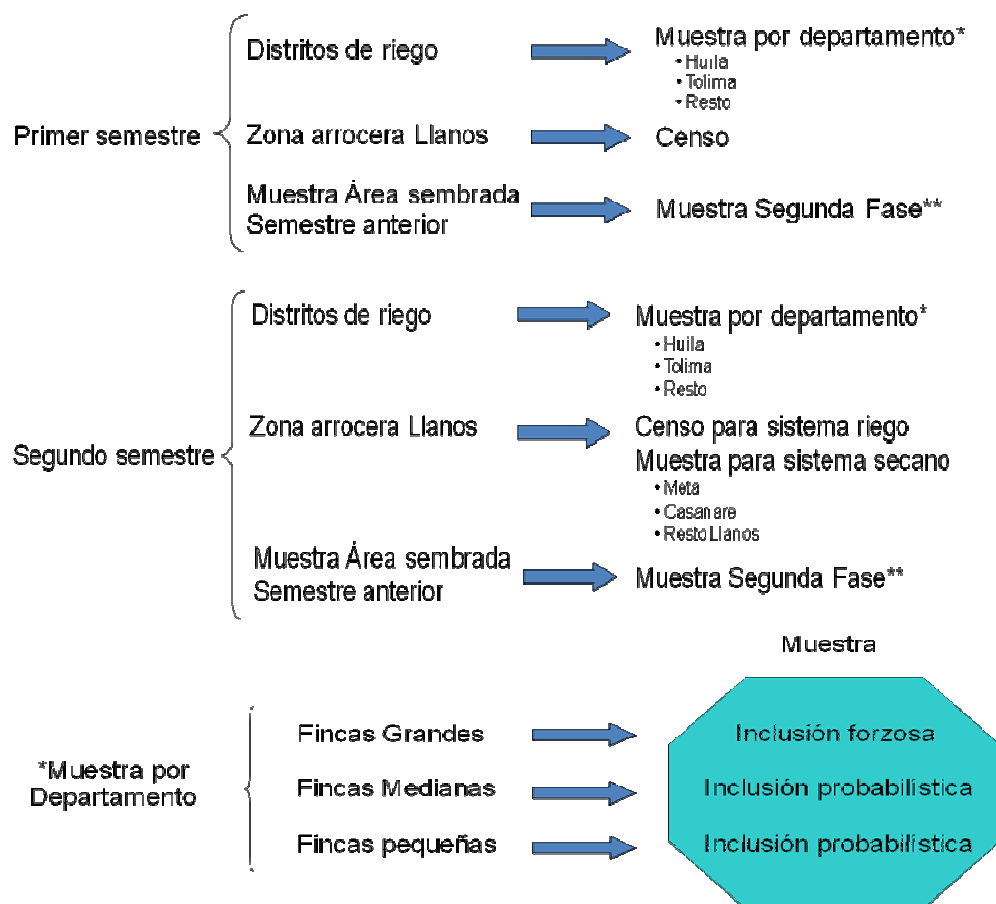 Primer semestre
Distritos de riego
Muestra por departamento*
• Huila
• Tolima
• Resto
Zona arrocera Llanos
Censo
Muestra Área sembrada
Semestre anterior
Muestra Segunda Fase**
Segundo semestre
Distritos de riego
Muestra por departamento*
• Huila
• Tolima
• Resto
Zona arrocera Llanos
Censo para sistema riego
Muestra para sistema secano
• Meta
• Casanare
• Resto Llanos
Muestra Área sembrada
Semestre anterior
Muestra Segunda Fase**
Muestra
*Muestra por
Departamento
Fincas Grandes
Inclusión forzosa
Fincas Medianas
Inclusión probabilística
Fincas pequeñas
Inclusión probabilística